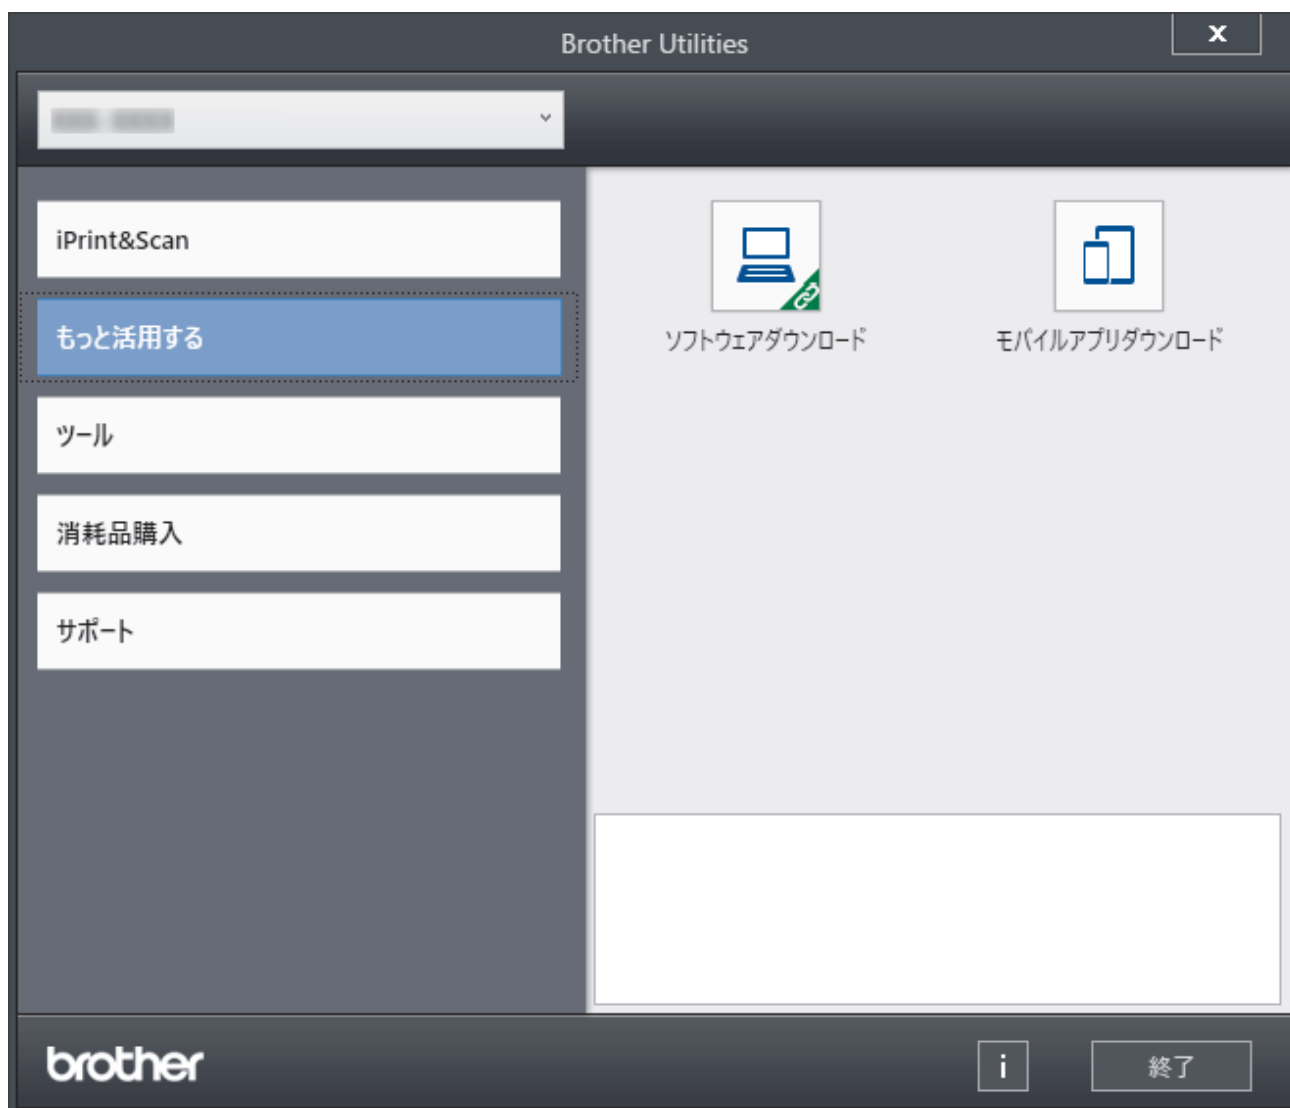 Brother Utilities
x
iPrint&Scan
もっと活用する
ツール
消耗品購入
サポート
ソフトウェアダウンロード
モバイルアプリダウンロード
brother
i
終了